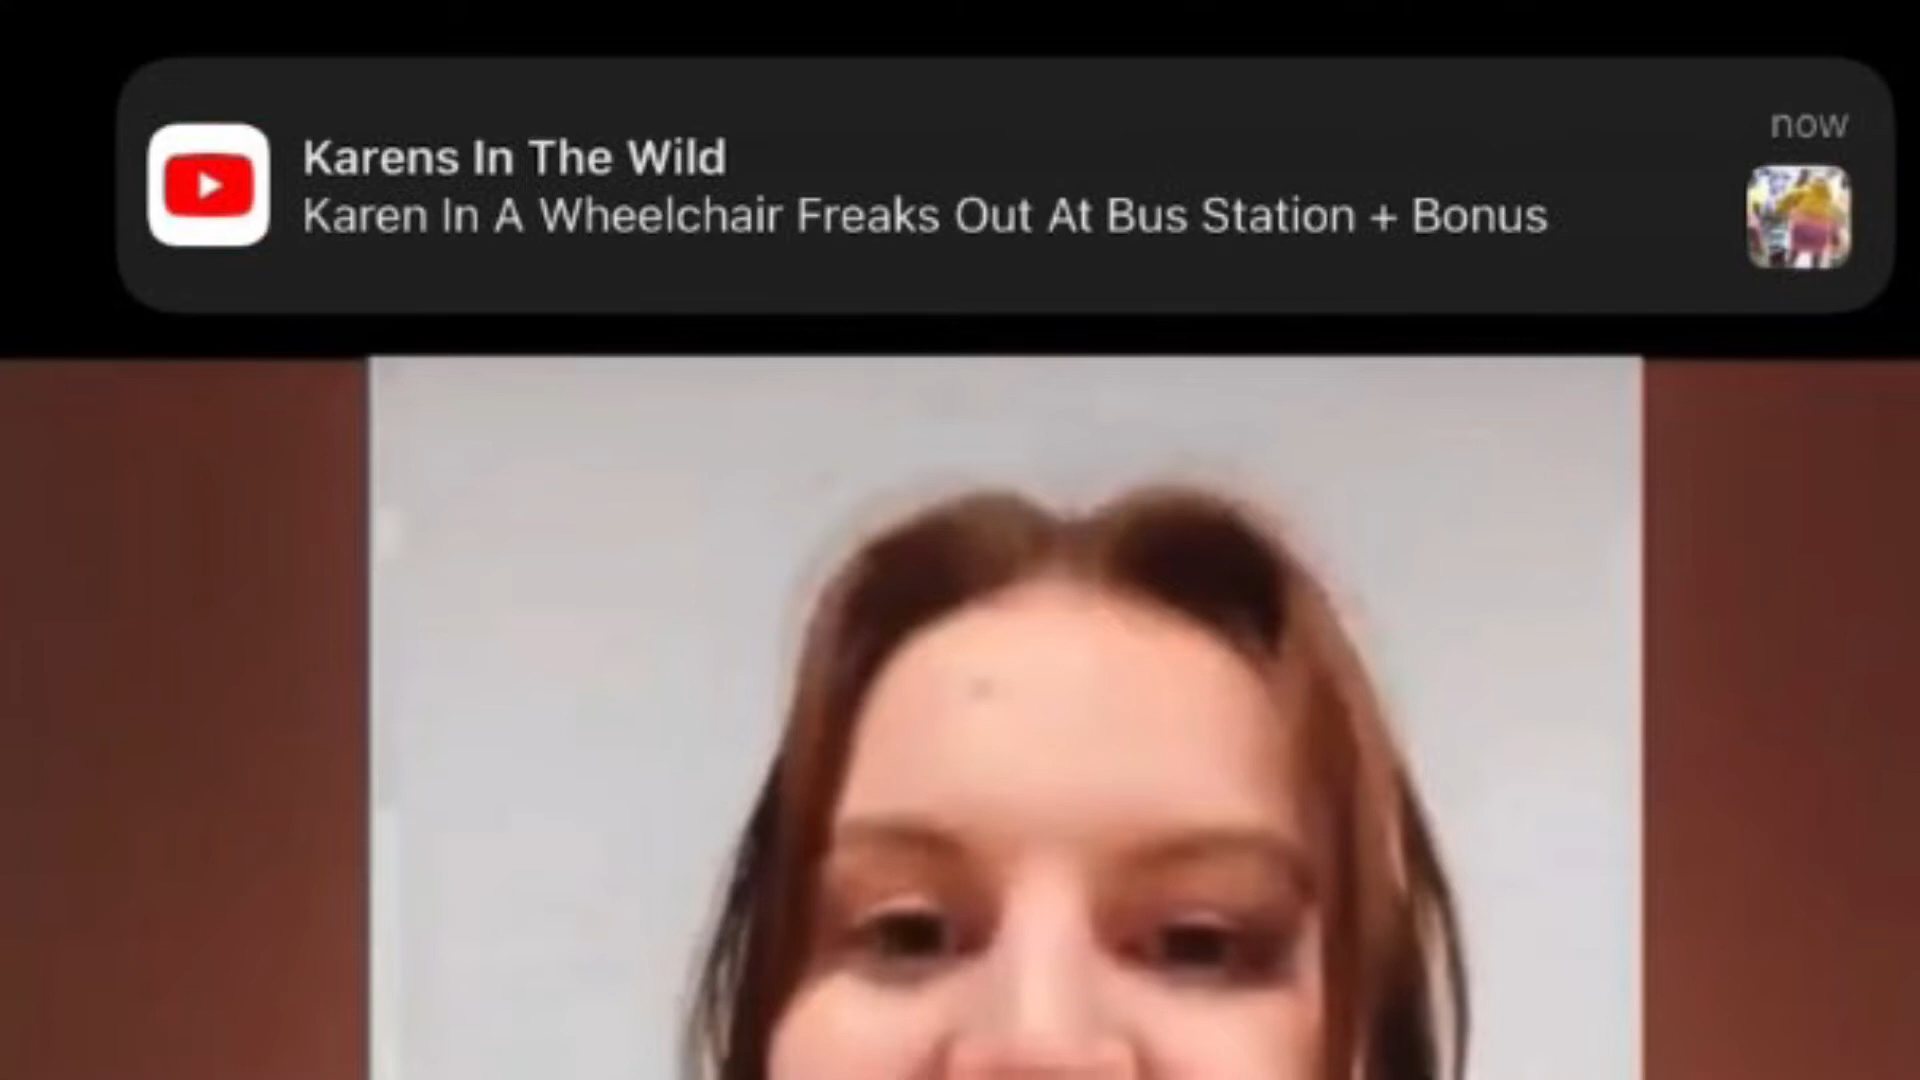 Karens In The Wild
now
Karen In A Wheelchair Freaks Out At Bus Station + Bonus